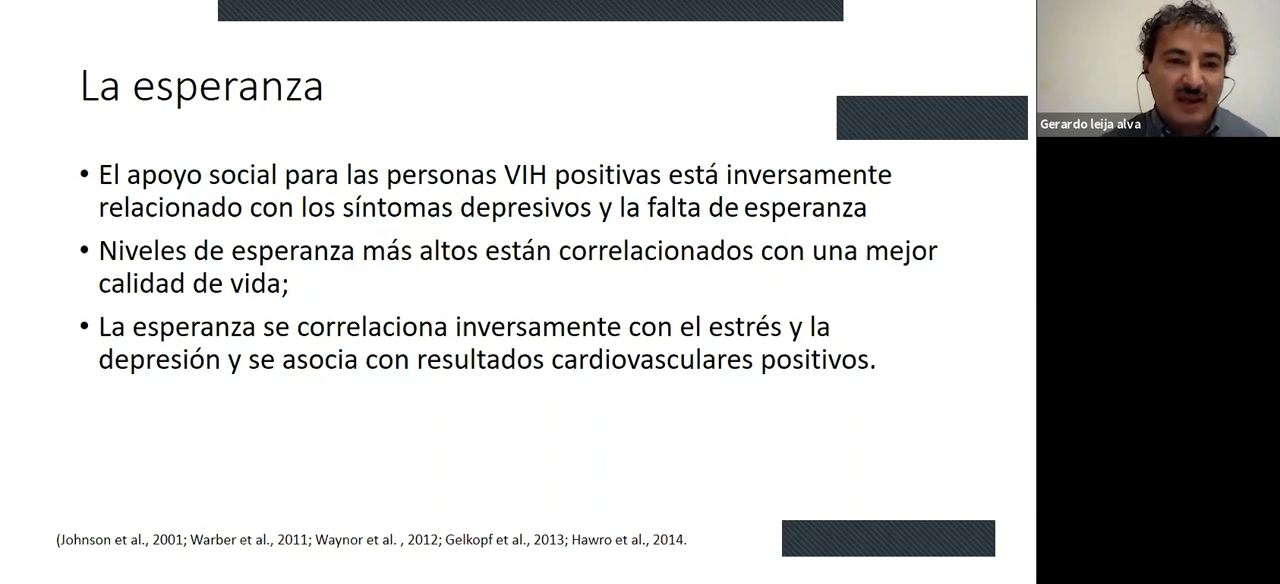 La esperanza
• El apoyo social para las personas VIH positivas está inversamente
relacionado con los síntomas depresivos y la falta de esperanza
• Niveles de esperanza más altos están correlacionados con una mejor
calidad de vida;
• La esperanza se correlaciona inversamente con el estrés y la
depresión y se asocia con resultados cardiovasculares positivos.
(Johnson et al., 2001; Warber et al., 2011; Waynor et al. , 2012; Gelkopf et al., 2013; Hawro et al., 2014.
Gerardo leija alva